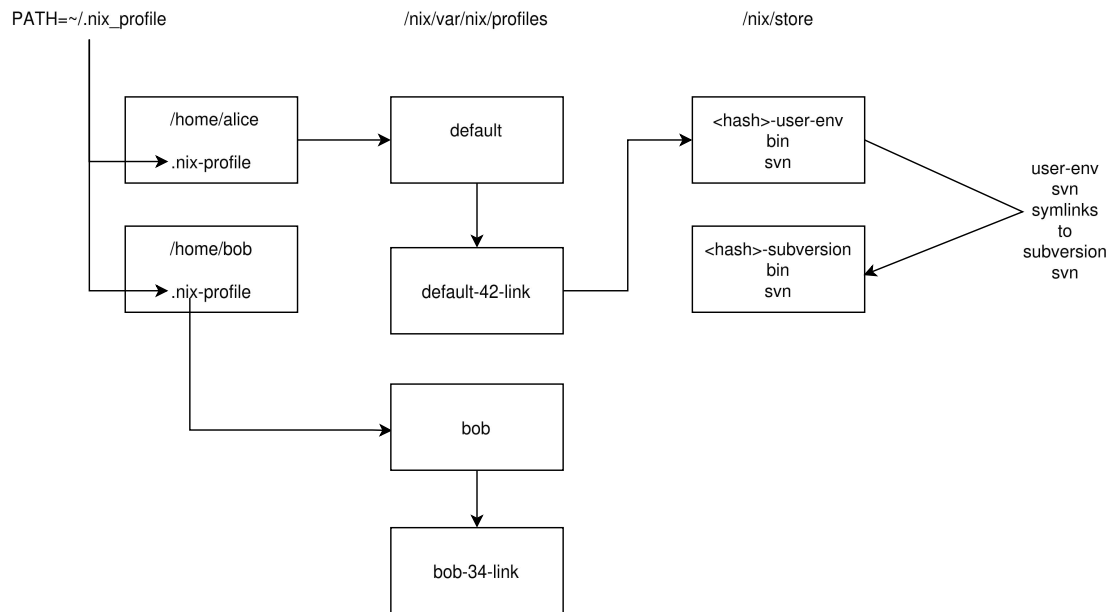 PATH=~/.nix_profile
/nix/var/nix/profiles
/nix/store
/home/alice
.nix-profile
default
<hash>-user-env
bin
svn
user-env
svn
symlinks
to
subversion
svn
/home/bob
.nix-profile
default-42-link
<hash>-subversion
bin
svn
bob
bob-34-link